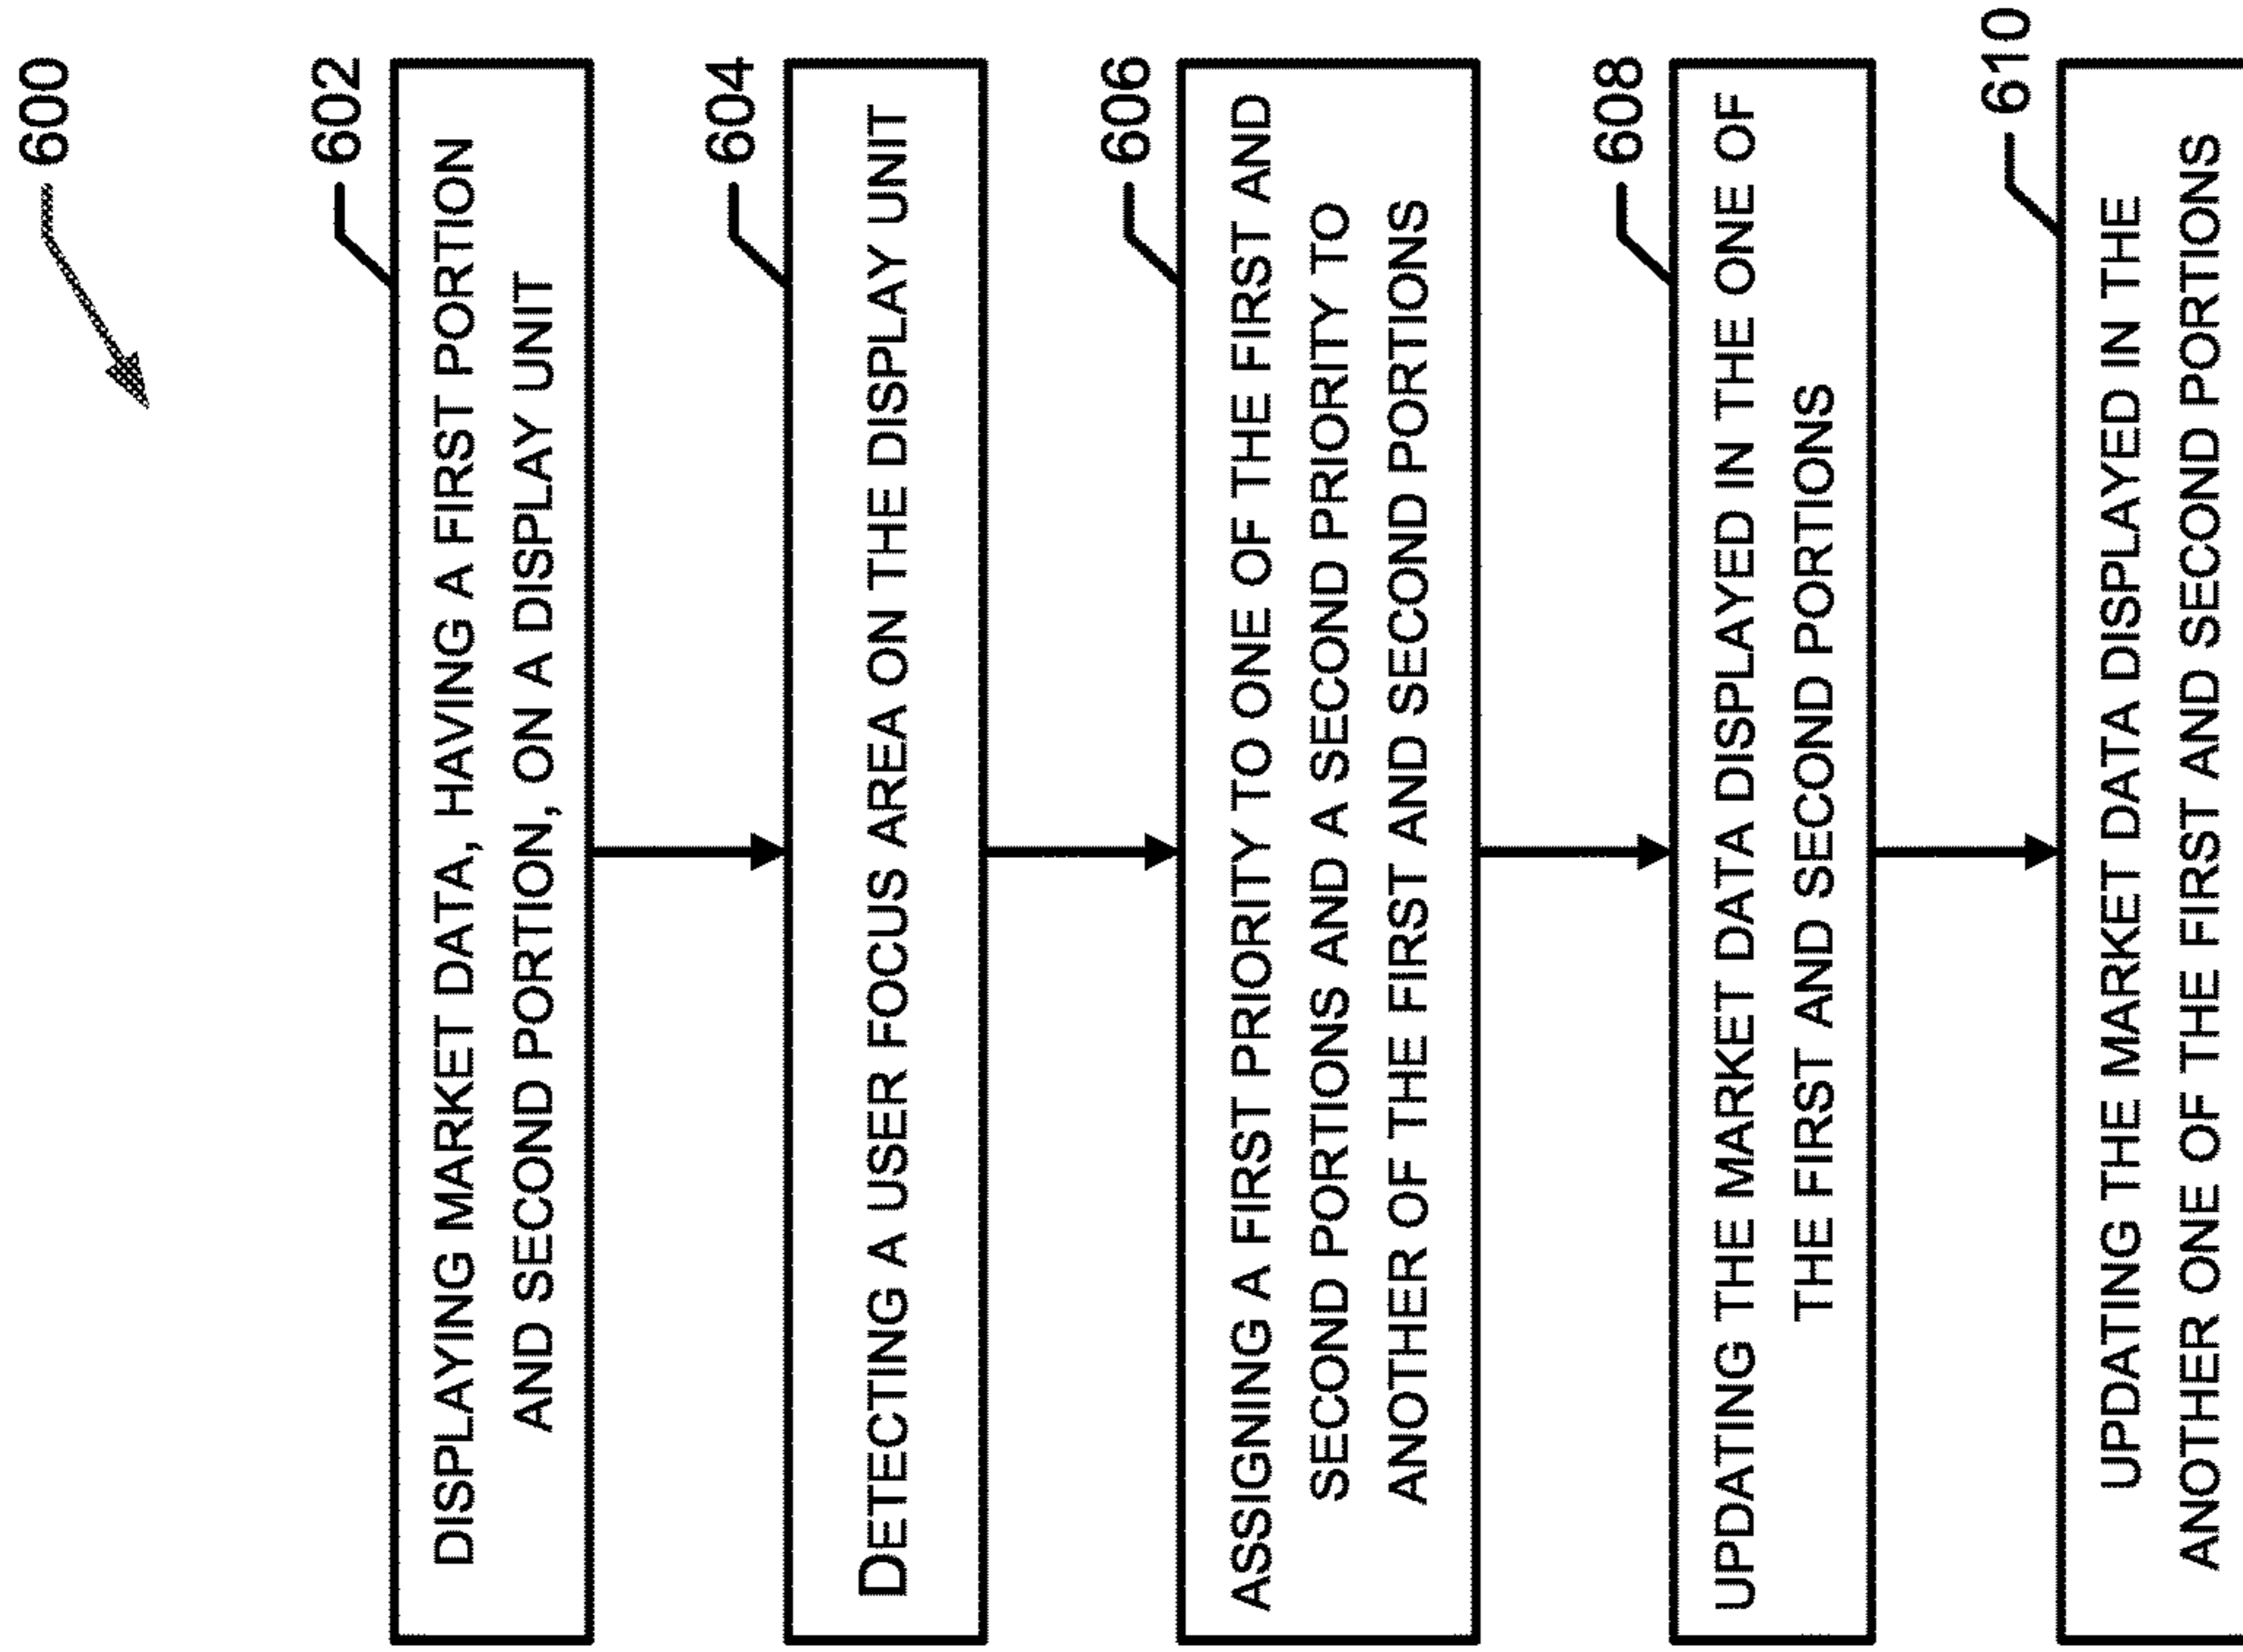 600
602
DISPLAYING MARKET DATA, HAVING A FIRST PORTION
AND SECOND PORTION, ON A DISPLAY UNIT
604
DETECTING A USER FOCUS AREA ON THE DISPLAY UNIT
606
ASSIGNING A FIRST PRIORITY TO ONE OF THE FIRST AND
SECOND PORTIONS AND A SECOND PRIORITY TO
ANOTHER OF THE FIRST AND SECOND PORTIONS
608
UPDATING THE MARKET DATA DISPLAYED IN THE ONE OF
THE FIRST AND SECOND PORTIONS
610
UPDATING THE MARKET DATA DISPLAYED IN THE
ANOTHER ONE OF THE FIRST AND SECOND PORTIONS